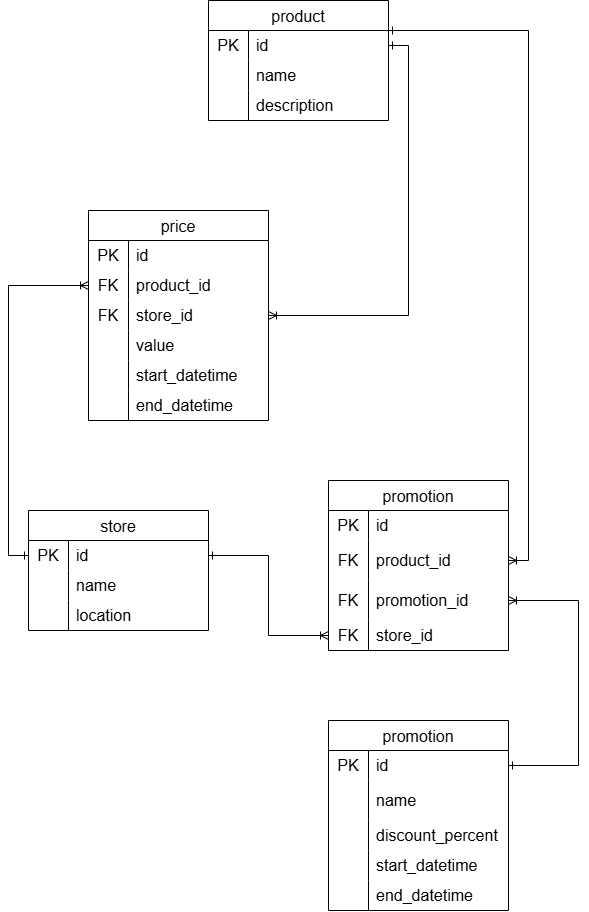 product
PK id
name
description
price
PK id
FK product_id
FK store_id
value
start_datetime
end_datetime
store
PK id
name
location
promotion
PK id
FK product_id
FK promotion_id
FK store_id
promotion
PK id
name
discount_percent
start_datetime
end_datetime